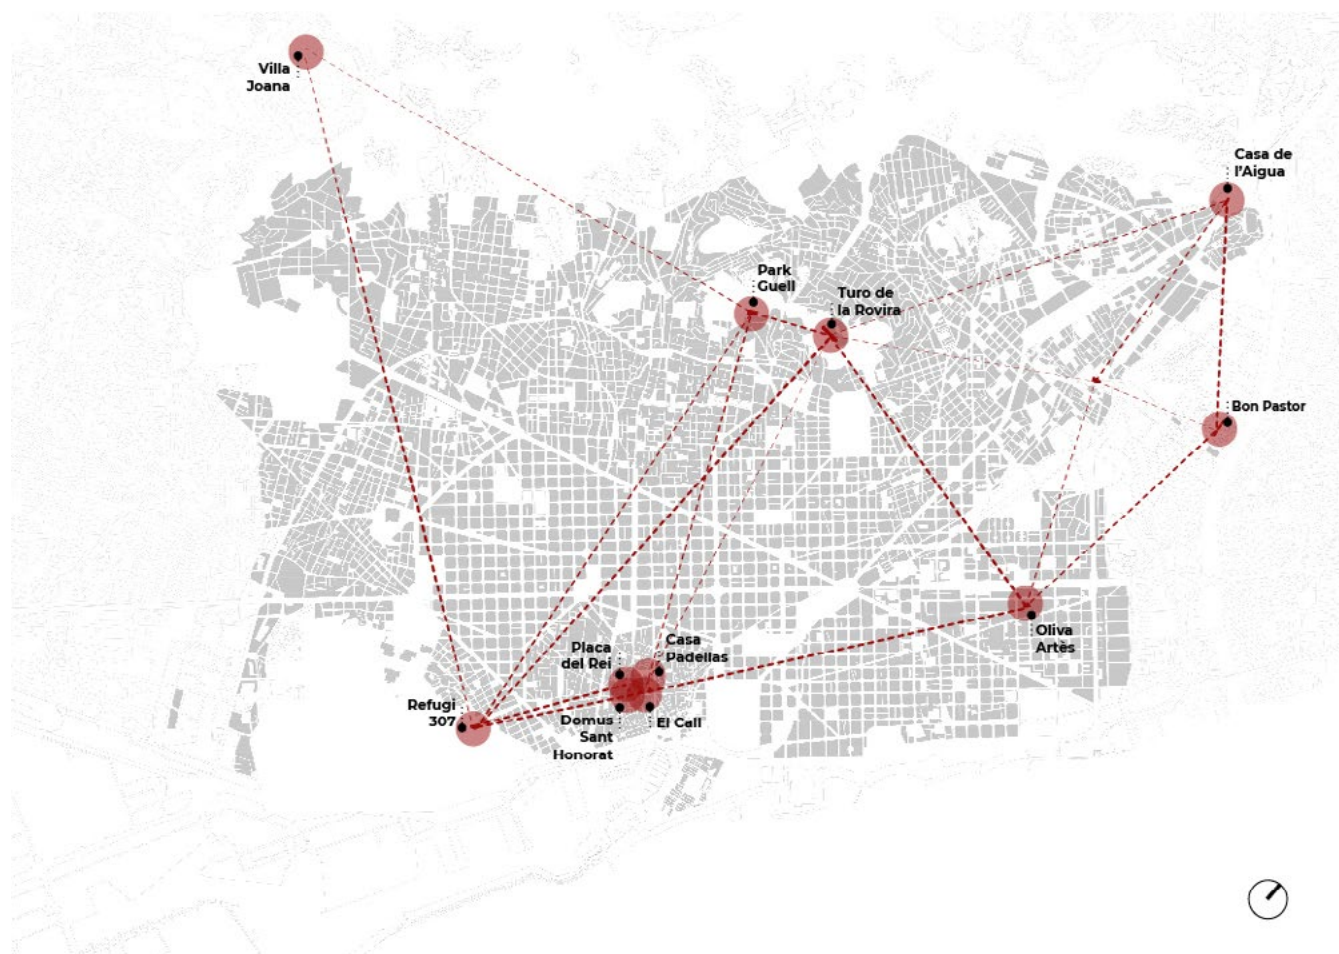 Villa
Joana
Casa de
l'Aigua
Park
Guell
Turo de
la Rovira
Bon Pastor
Oliva
Artès
Casa
Padellas
Placa
del Rei
Refugi
307
Domus
Sant
Honorat
El Call